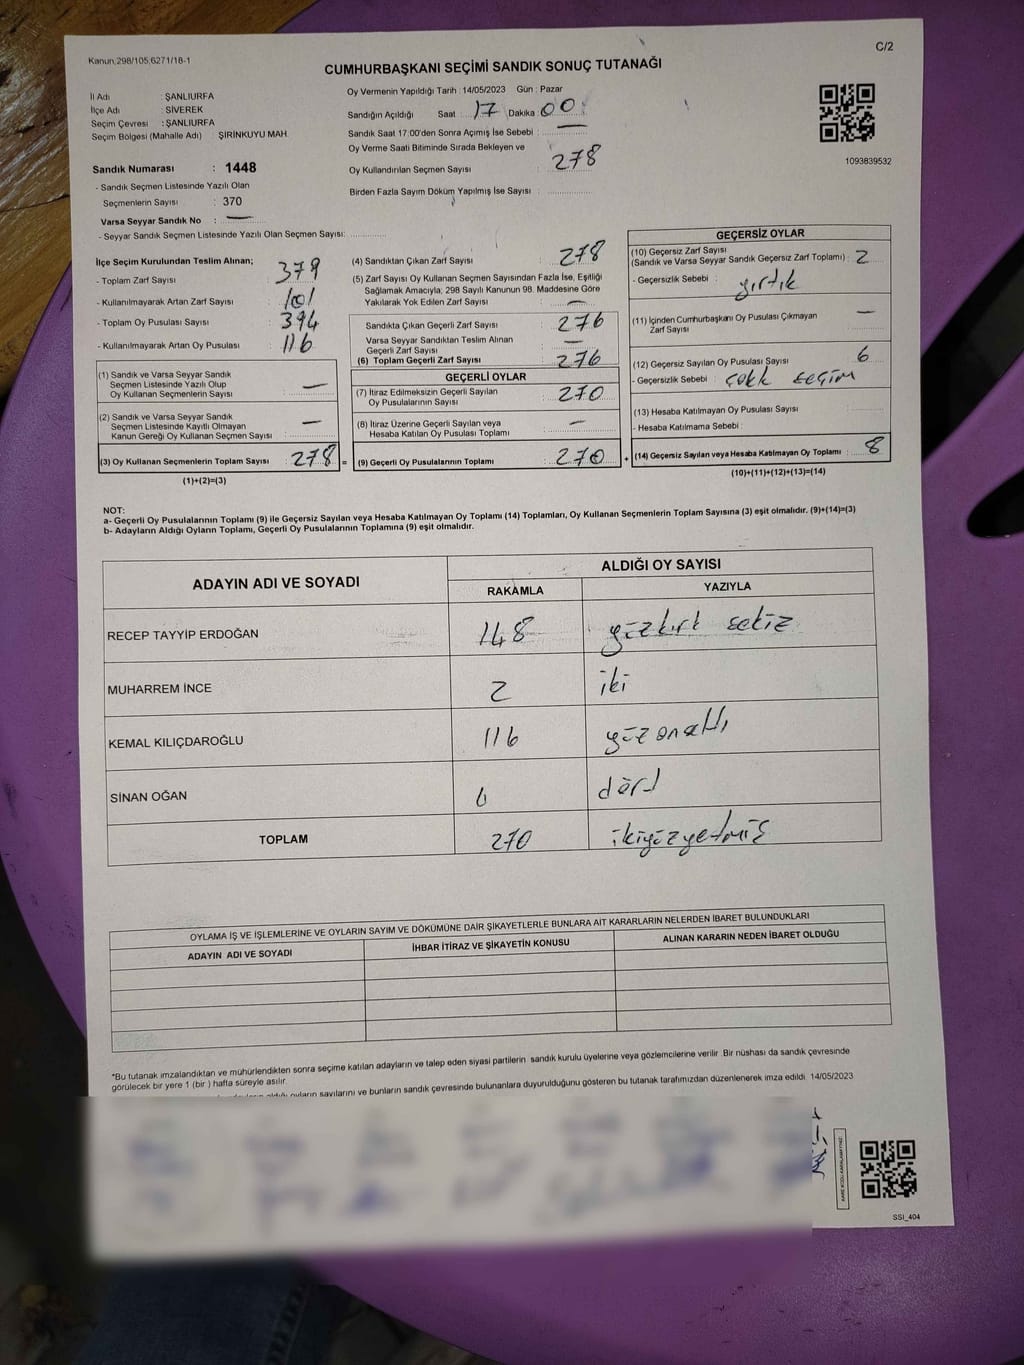 Kanun,298/105,6271/18-1
C/2
CUMHURBAŞKANI SEÇİMİ SANDIK SONUÇ TUTANAĞI
İl Adı : ŞANLIURFA
İlçe Adı : SİVEREK
Seçim Çevresi : ŞANLIURFA
Seçim Bölgesi (Mahalle Adı) : ŞIRİNKUYU MAH.
Oy Vermenin Yapıldığı Tarih : 14/05/2023 Gün : Pazar
Sandığın Açıldığı Saat : 17 Dakika 00
Sandık Saat 17:00'den Sonra Açımış İse Sebebi : —
Oy Verme Saati Bitiminde Sırada Bekleyen ve
Oy Kullandırılan Seçmen Sayısı : 278
Birden Fazla Sayım Döküm Yapılmış İse Sayısı :
1093839532
Sandık Numarası : 1448
- Sandık Seçmen Listesinde Yazılı Olan
Seçmenlerin Sayısı : 370
Varsa Seyyar Sandık No : —
- Seyyar Sandık Seçmen Listesinde Yazılı Olan Seçmen Sayısı:
İlçe Seçim Kurulundan Teslim Alınan;
- Toplam Zarf Sayısı : 379
- Kullanılmayarak Artan Zarf Sayısı : 101
- Toplam Oy Pusulası Sayısı : 394
- Kullanılmayarak Artan Oy Pusulası : 116
(1) Sandık ve Varsa Seyyar Sandık
Seçmen Listesinde Yazılı Olup
Oy Kullanan Seçmenlerin Sayısı : —
(2) Sandık ve Varsa Seyyar Sandık
Seçmen Listesinde Kayıtlı Olmayan
Kanun Gereği Oy Kullanan Seçmen Sayısı : —
(3) Oy Kullanan Seçmenlerin Toplam Sayısı : 278 =
(1)+(2)=(3)
(4) Sandıktan Çıkan Zarf Sayısı : 278
(5) Zarf Sayısı Oy Kullanan Seçmen Sayısından Fazla İse, Eşitliği
Sağlamak Amacıyla, 298 Sayılı Kanunun 98. Maddesine Göre
Yakılarak Yok Edilen Zarf Sayısı : —
Sandıkta Çıkan Geçerli Zarf Sayısı : 276
Varsa Seyyar Sandıktan Teslim Alınan
Geçerli Zarf Sayısı : —
(6) Toplam Geçerli Zarf Sayısı : 276
GEÇERLİ OYLAR
(7) İtiraz Edilmeksizin Geçerli Sayılan
Oy Pusulalarının Sayısı : 270
(8) İtiraz Üzerine Geçerli Sayılan veya
Hesaba Katılan Oy Pusulası Toplamı : —
(9) Geçerli Oy Pusulalarının Toplamı : 270 +
GEÇERSİZ OYLAR
(10) Geçersiz Zarf Sayısı
(Sandık ve Varsa Seyyar Sandık Geçersiz Zarf Toplamı) : 2
- Geçersizlik Sebebi : yırtık
(11) İçinden Cumhurbaşkanı Oy Pusulası Çıkmayan
Zarf Sayısı : —
(12) Geçersiz Sayılan Oy Pusulası Sayısı : 6
- Geçersizlik Sebebi : çokk seçim
(13) Hesaba Katılmayan Oy Pusulası Sayısı :
- Hesaba Katılmama Sebebi :
(14) Geçersiz Sayılan veya Hesaba Katılmayan Oy Toplamı : 8
(10)+(11)+(12)+(13)=(14)
NOT:
a- Geçerli Oy Pusulalarının Toplamı (9) ile Geçersiz Sayılan veya Hesaba Katılmayan Oy Toplamı (14) Toplamları, Oy Kullanan Seçmenlerin Toplam Sayısına (3) eşit olmalıdır. (9)+(14)=(3)
b- Adayların Aldığı Oyların Toplamı, Geçerli Oy Pusulalarının Toplamına (9) eşit olmalıdır.
ADAYIN ADI VE SOYADI
ALDIĞI OY SAYISI
RAKAMLA YAZIYLA
RECEP TAYYİP ERDOĞAN 148 yüzkırk sekiz
MUHARREM İNCE 2 iki
KEMAL KILIÇDAROĞLU 116 yüzonaltı
SİNAN OĞAN dört
TOPLAM 270 ikiyüzyetmiş
OYLAMA İŞ VE İŞLEMLERİNE VE OYLARIN SAYIM VE DÖKÜMÜNE DAİR ŞİKAYETLERLE BUNLARA AİT KARARLARIN NELERDEN İBARET BULUNDUKLARI
ADAYIN ADI VE SOYADI İHBAR İTİRAZ VE ŞİKAYETİN KONUSU ALINAN KARARIN NEDEN İBARET OLDUĞU
*Bu tutanak imzalandıktan ve mühürlendikten sonra seçime katılan adayların ve talep eden siyasi partilerin sandık kurulu üyelerine veya gözlemcilerine verilir. Bir nüshası da sandık çevresinde
görülecek bir yere 1 (bir) hafta süreyle asılır.
aldığı oyların sayılarını ve bunların sandık çevresinde bulunanlara duyurulduğunu gösteren bu tutanak tarafımızdan düzenlenerek imza edildi. 14/05/2023
KARE KODU KARALAMAYINIZ
SSI_404